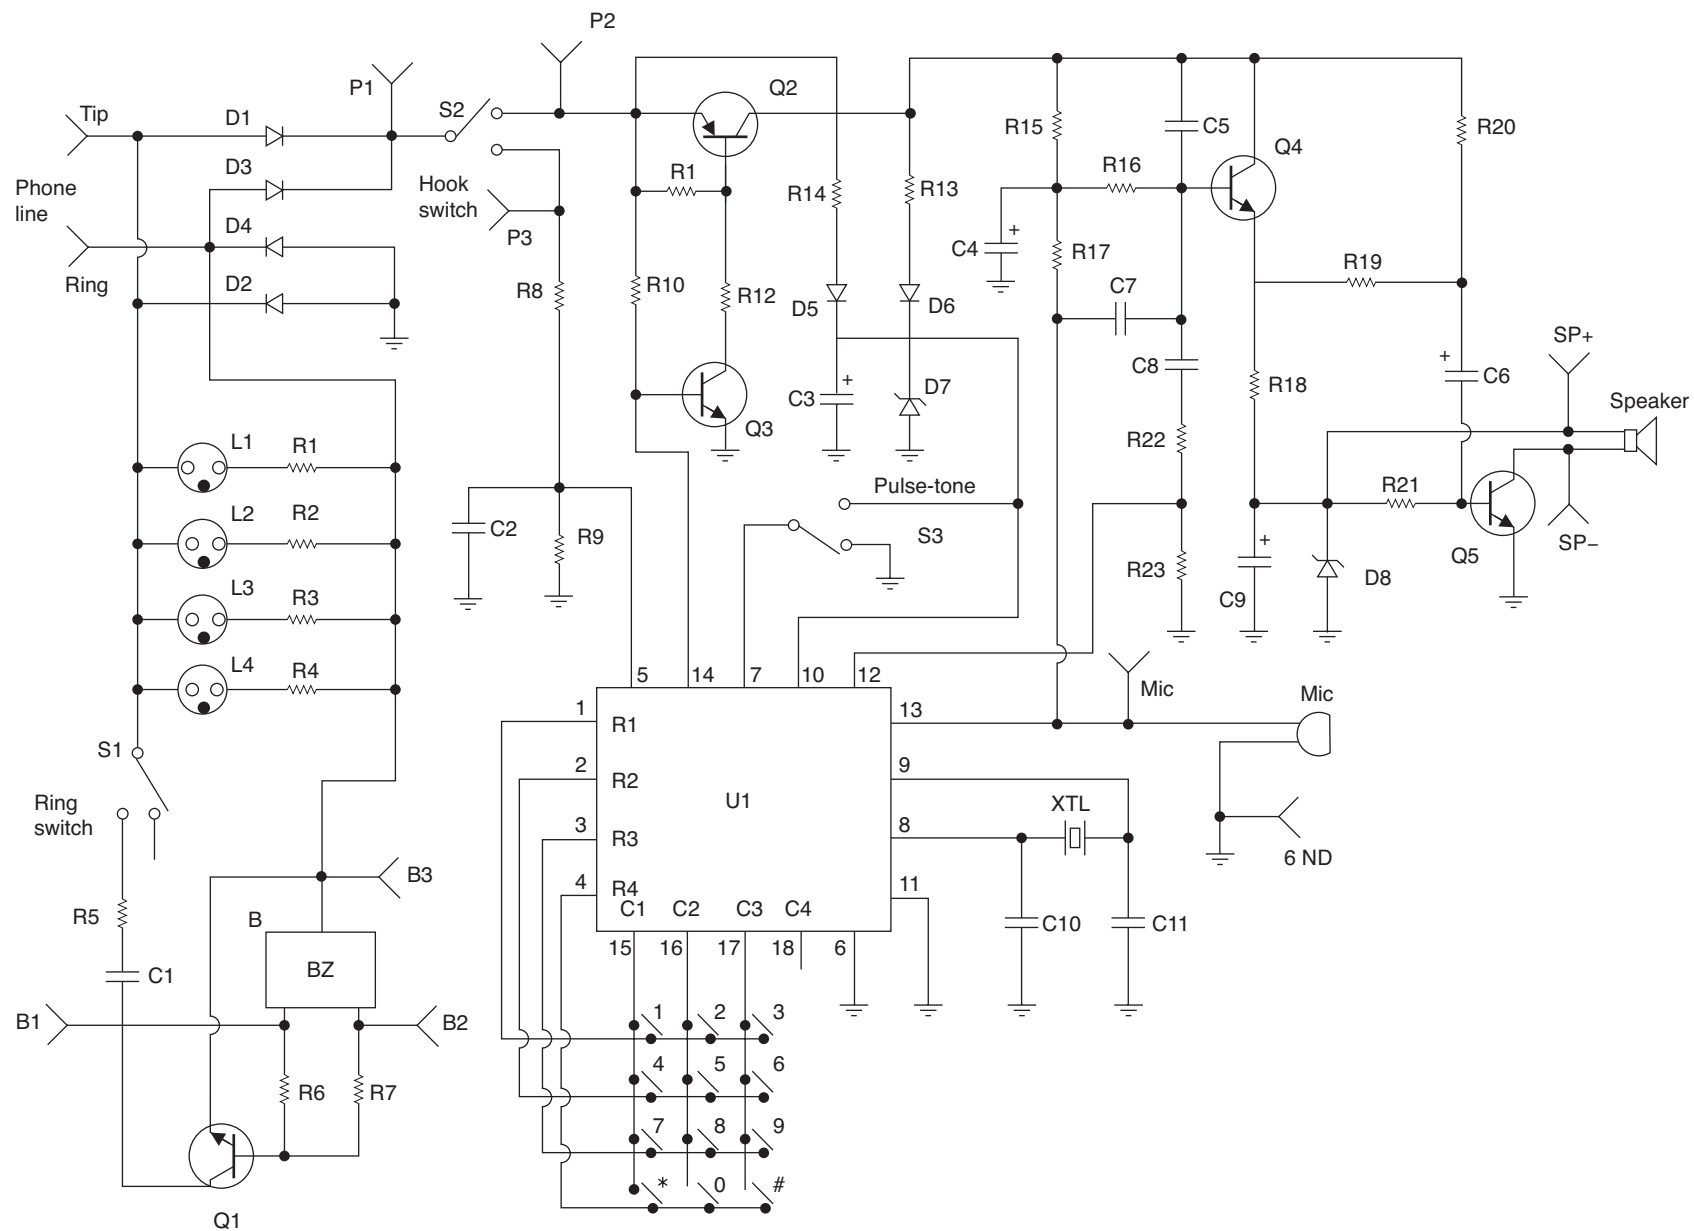 P2
P1
Q2
Tip
D1
S2
R15
C5
R20
Q4
D3
R16
Phone
line
Hook
switch
R1
R14
R13
D4
P3
C4
+
R17
Ring
D2
R8
R10
R12
D5
D6
C7
R19
SP+
C8
+
C6
L1
R1
Q3
C3
+
D7
R18
Speaker
R22
L2
R2
C2
R9
Pulse-tone
S3
R21
Q5
SP–
L3
R3
R23
C9
+
D8
L4
R4
5
14
7
10
12
Mic
Mic
S1
1
R1
13
Ring
switch
2
R2
U1
9
XTL
3
R3
8
6 ND
4
R4
11
B3
R5
B
C1
C2
C3
C4
C10
C11
15
16
17
18
6
BZ
C1
B1
B2
1
2
3
R6
R7
4
5
6
7
8
9
*
0
#
Q1